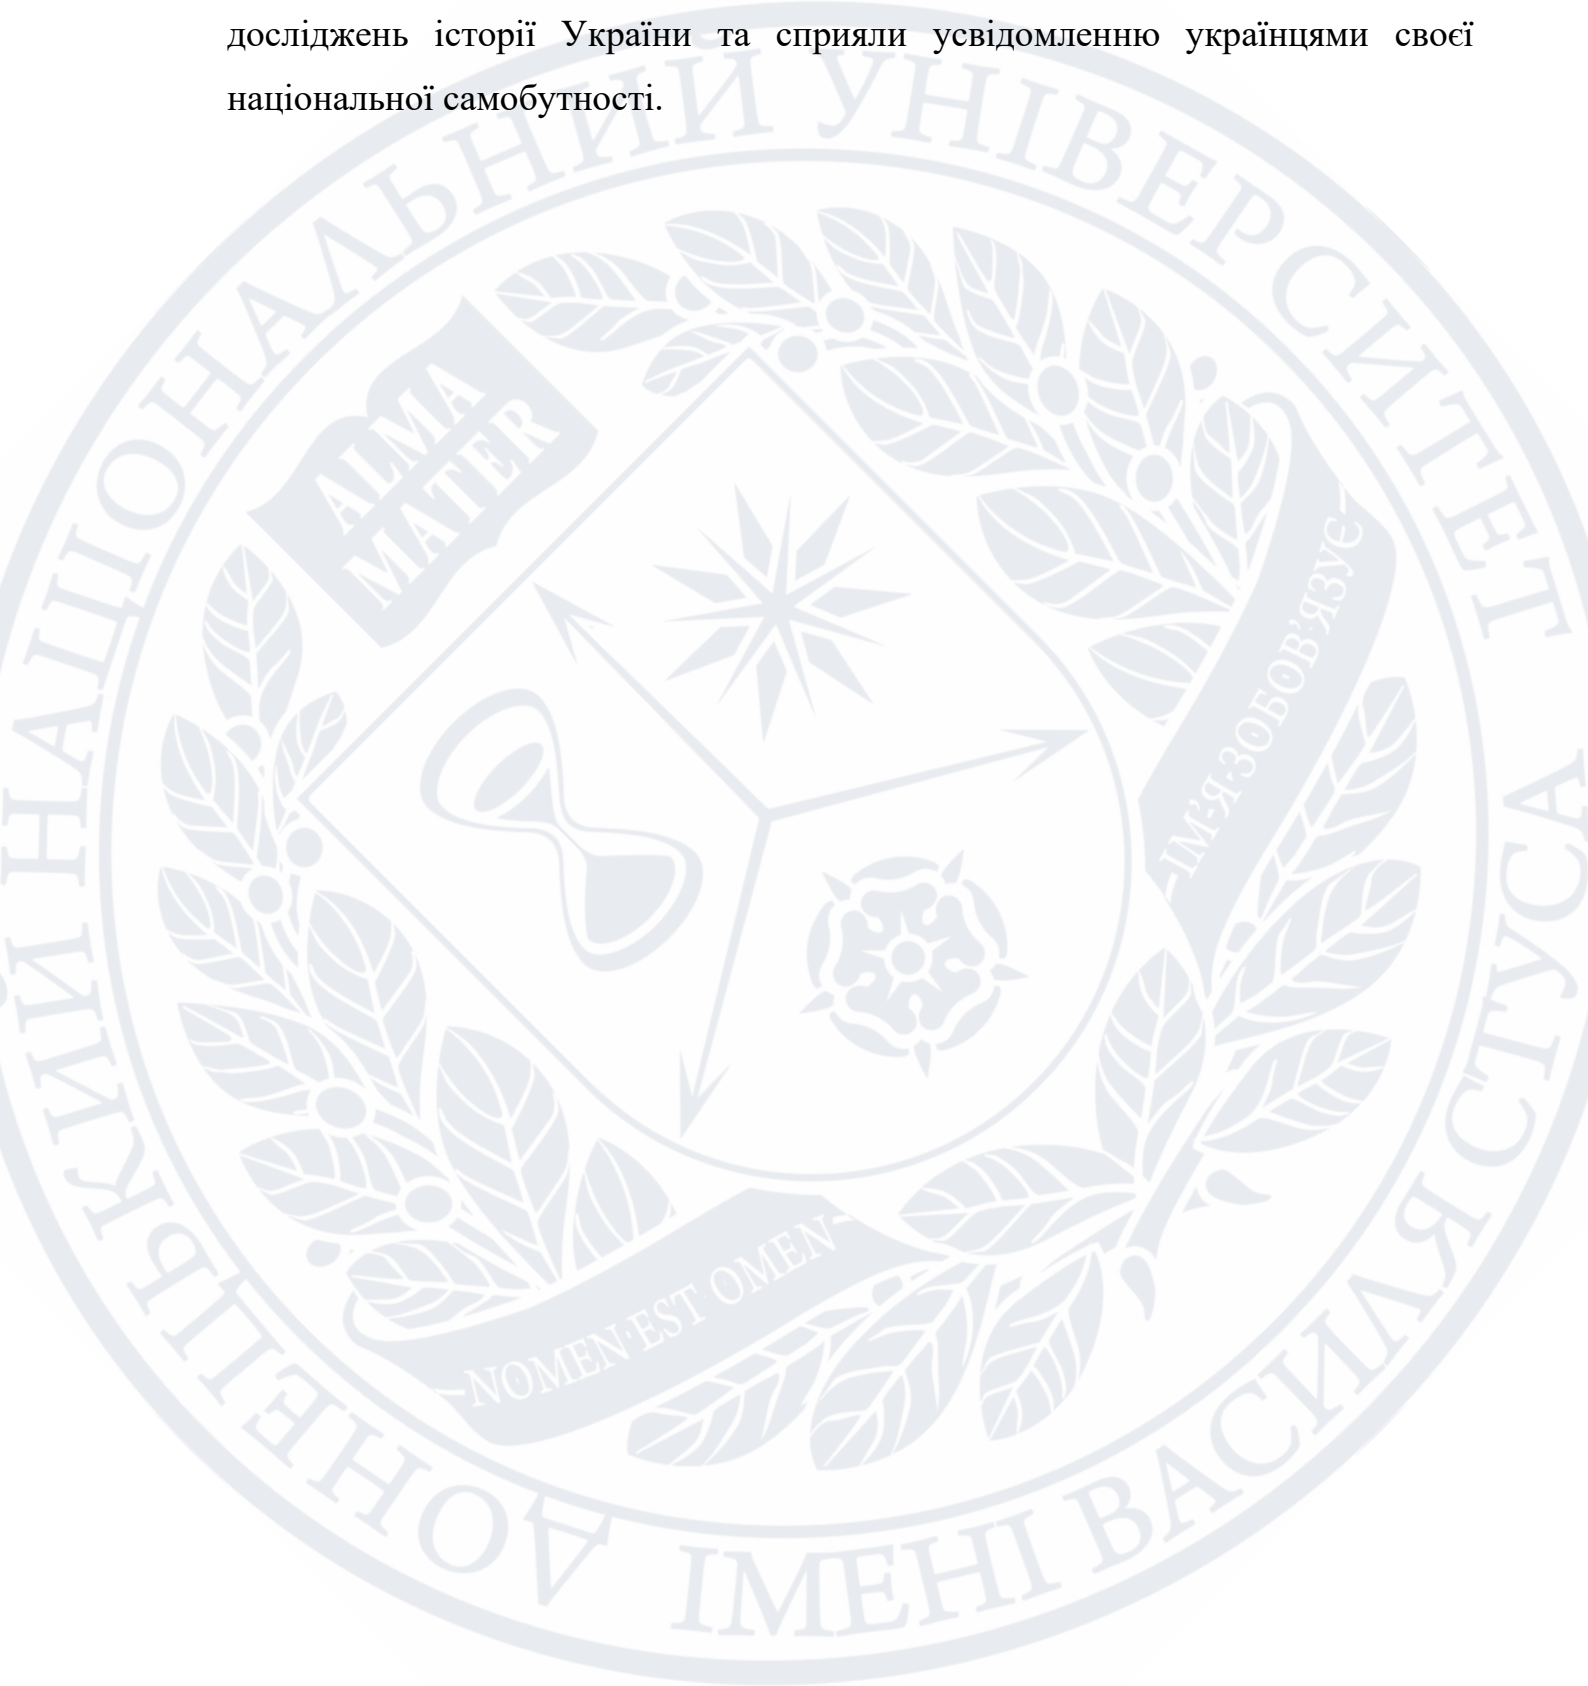 досліджень історії України та сприяли усвідомленню українцями своєї
національної самобутності.
ДОНЕЦЬКИЙ НАЦІОНАЛЬНИЙ УНІВЕРСИТЕТ
ІМЕНІ ВАСИЛЯ СТУСА
ALMA
MATER
ІМ'Я·ЗОБОВ'ЯЗУЄ
NOMEN·EST·OMEN